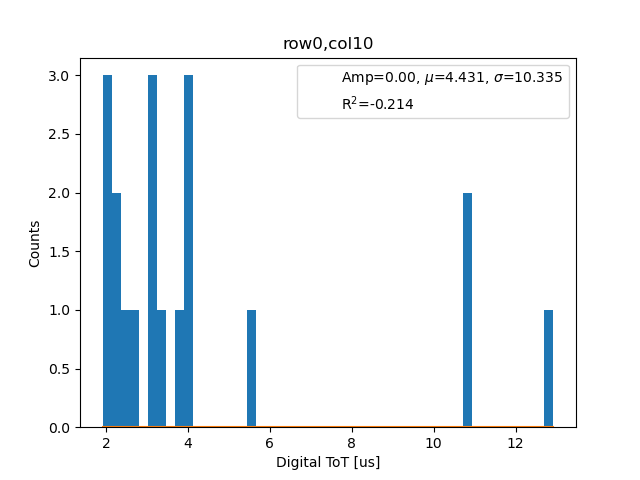 row0,col10
Amp=0.00, μ=4.431, σ=10.335
R²=-0.214
3.0
2.5
2.0
1.5
1.0
0.5
0.0
Counts
2 4 6 8 10 12
Digital ToT [us]